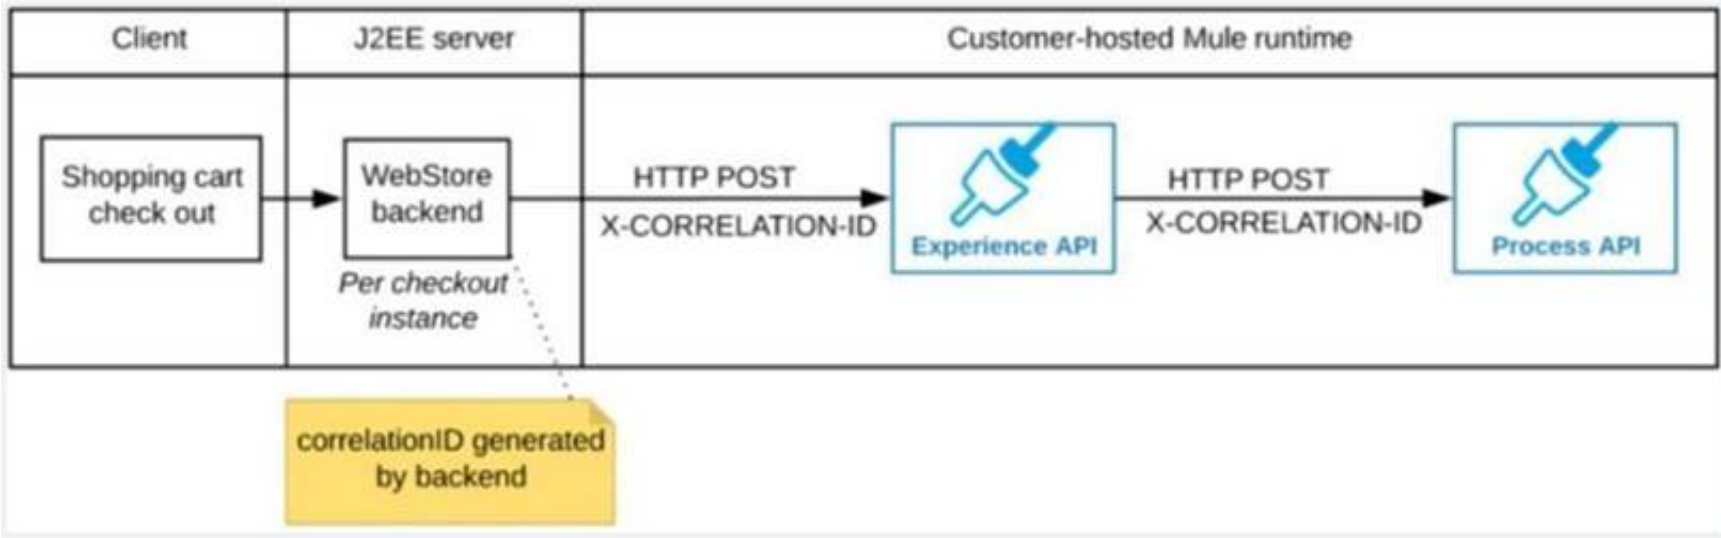 Client
J2EE server
Customer-hosted Mule runtime
Shopping cart
check out
WebStore
backend
Per checkout
instance
HTTP POST
X-CORRELATION-ID
Experience API
HTTP POST
X-CORRELATION-ID
Process API
correlationID generated
by backend